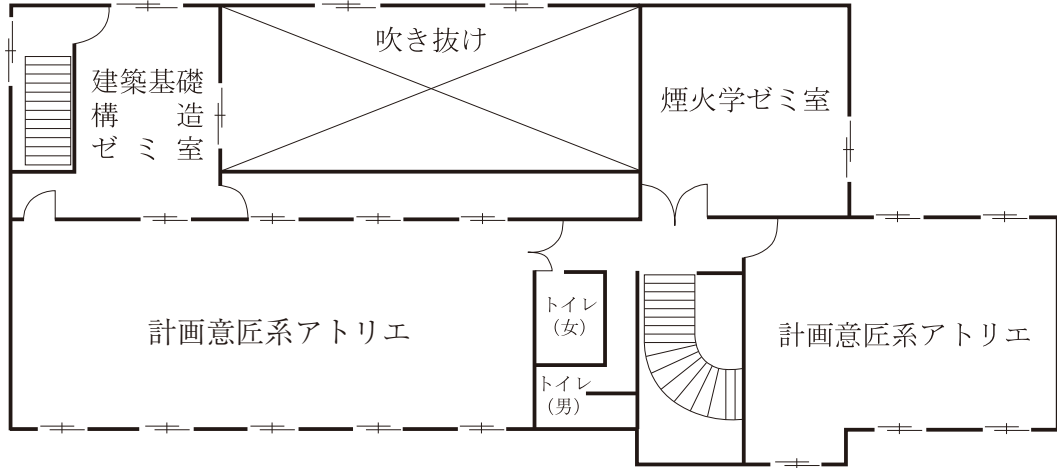 吹き抜け
建築基礎
構造
ゼミ室
煙火学ゼミ室
計画意匠系アトリエ
トイレ
（女）
トイレ
（男）
計画意匠系アトリエ